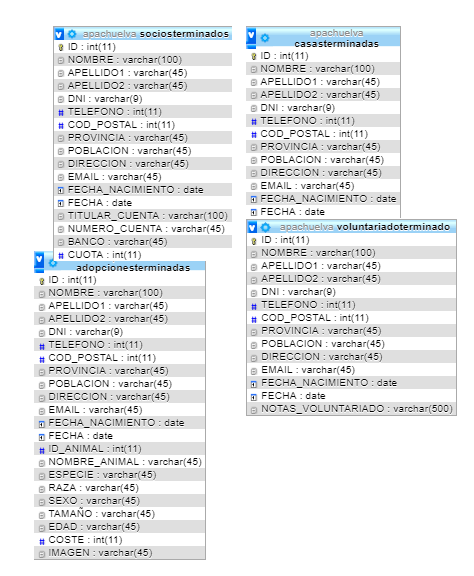 apachuelva sociosterminados
ID : int(11)
NOMBRE : varchar(100)
APELLIDO1 : varchar(45)
APELLIDO2 : varchar(45)
DNI : varchar(9)
TELEFONO : int(11)
COD_POSTAL : int(11)
PROVINCIA : varchar(45)
POBLACION : varchar(45)
DIRECCION : varchar(45)
EMAIL : varchar(45)
FECHA_NACIMIENTO : date
FECHA : date
TITULAR_CUENTA : varchar(100)
NUMERO_CUENTA : varchar(45)
BANCO : varchar(45)
CUOTA : int(11)
adopcionesterminadas
ID : int(11)
NOMBRE : varchar(100)
APELLIDO1 : varchar(45)
APELLIDO2 : varchar(45)
DNI : varchar(9)
TELEFONO : int(11)
COD_POSTAL : int(11)
PROVINCIA : varchar(45)
POBLACION : varchar(45)
DIRECCION : varchar(45)
EMAIL : varchar(45)
FECHA_NACIMIENTO : date
FECHA : date
ID_ANIMAL : int(11)
NOMBRE_ANIMAL : varchar(45)
ESPECIE : varchar(45)
RAZA : varchar(45)
SEXO : varchar(45)
TAMAÑO : varchar(45)
EDAD : varchar(45)
COSTE : int(11)
IMAGEN : varchar(45)
apachuelva
casasterminadas
ID : int(11)
NOMBRE : varchar(100)
APELLIDO1 : varchar(45)
APELLIDO2 : varchar(45)
DNI : varchar(9)
TELEFONO : int(11)
COD_POSTAL : int(11)
PROVINCIA : varchar(45)
POBLACION : varchar(45)
DIRECCION : varchar(45)
EMAIL : varchar(45)
FECHA_NACIMIENTO : date
FECHA : date
apachuelva voluntariadoterminado
ID : int(11)
NOMBRE : varchar(100)
APELLIDO1 : varchar(45)
APELLIDO2 : varchar(45)
DNI : varchar(9)
TELEFONO : int(11)
COD_POSTAL : int(11)
PROVINCIA : varchar(45)
POBLACION : varchar(45)
DIRECCION : varchar(45)
EMAIL : varchar(45)
FECHA_NACIMIENTO : date
FECHA : date
NOTAS_VOLUNTARIADO : varchar(500)